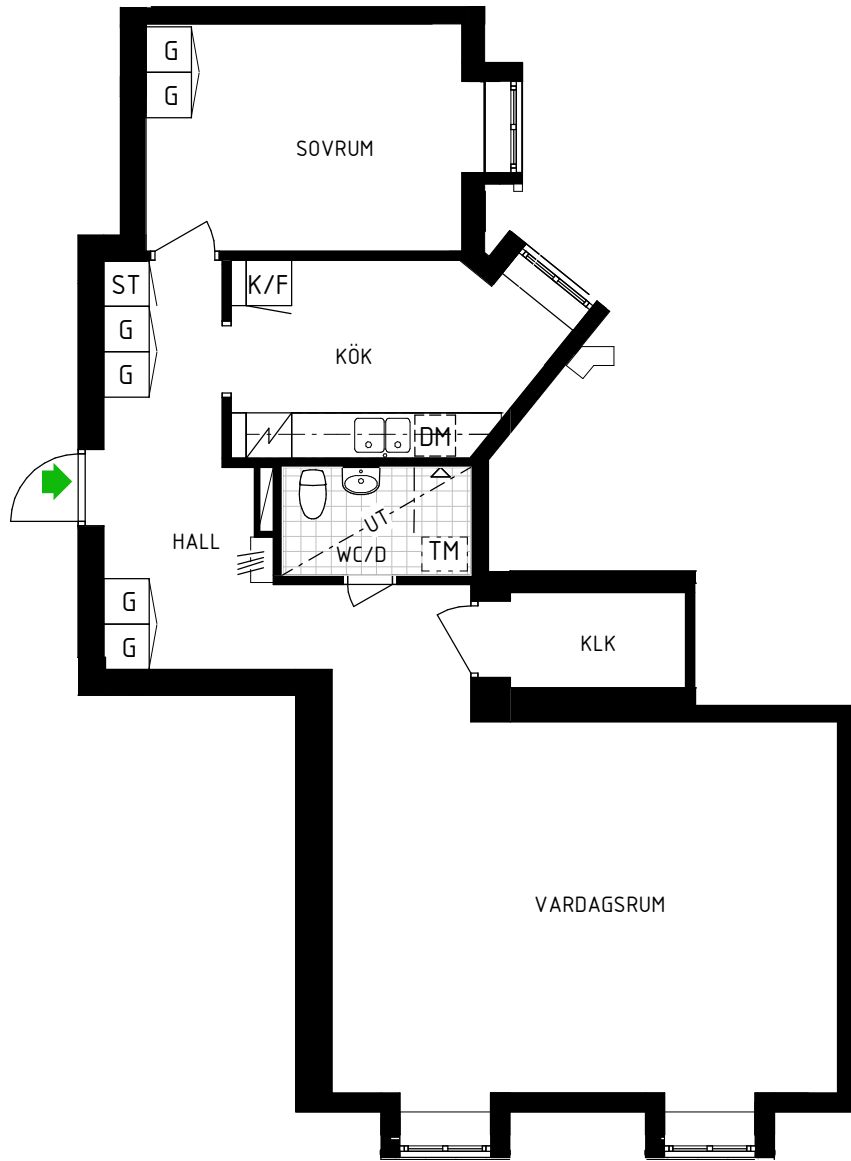 G
G
SOVRUM
ST
K/F
G
G
KÖK
DM
UT
HALL
WC/D
TM
G
G
KLK
VARDAGSRUM